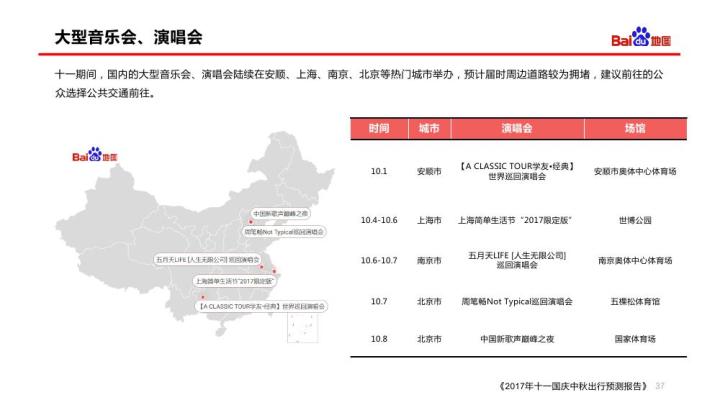 大型音乐会、演唱会
Baidu地图
十一期间，国内的大型音乐会、演唱会陆续在安顺、上海、南京、北京等热门城市举办，预计届时周边道路较为拥堵，建议前往的公
众选择公共交通前往。
Baidu地图
中国新歌声巅峰之夜
周笔畅Not Typical巡回演唱会
五月天LIFE [人生无限公司] 巡回演唱会
上海简单生活节“2017限定版”
【A CLASSIC TOUR学友•经典】世界巡回演唱会
时间 城市 演唱会 场馆
10.1 安顺市 【A CLASSIC TOUR学友•经典】 安顺市奥体中心体育场
世界巡回演唱会
10.4-10.6 上海市 上海简单生活节“2017限定版” 世博公园
10.6-10.7 南京市 五月天LIFE [人生无限公司] 南京奥体中心体育场
巡回演唱会
10.7 北京市 周笔畅Not Typical巡回演唱会 五棵松体育馆
10.8 北京市 中国新歌声巅峰之夜 国家体育场
《2017年十一国庆中秋出行预测报告》 37